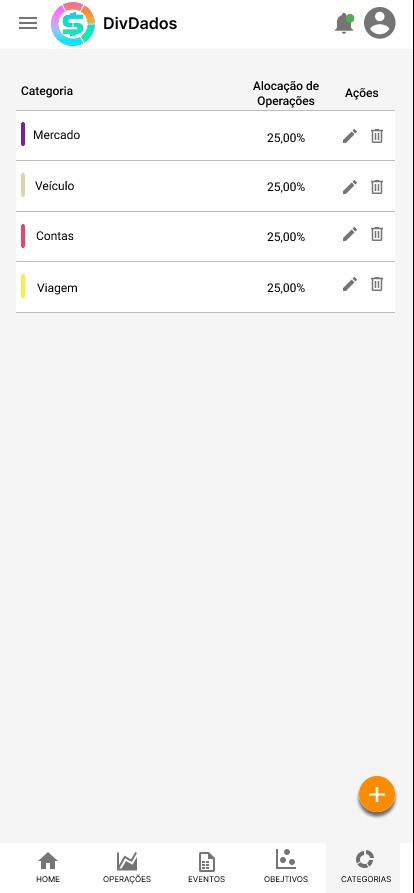 DivDados
Categoria
Alocação de
Operações
Ações
Mercado
25,00%
Veículo
25,00%
Contas
25,00%
Viagem
25,00%
HOME
OPERAÇÕES
EVENTOS
OBEJTIVOS
CATEGORIAS